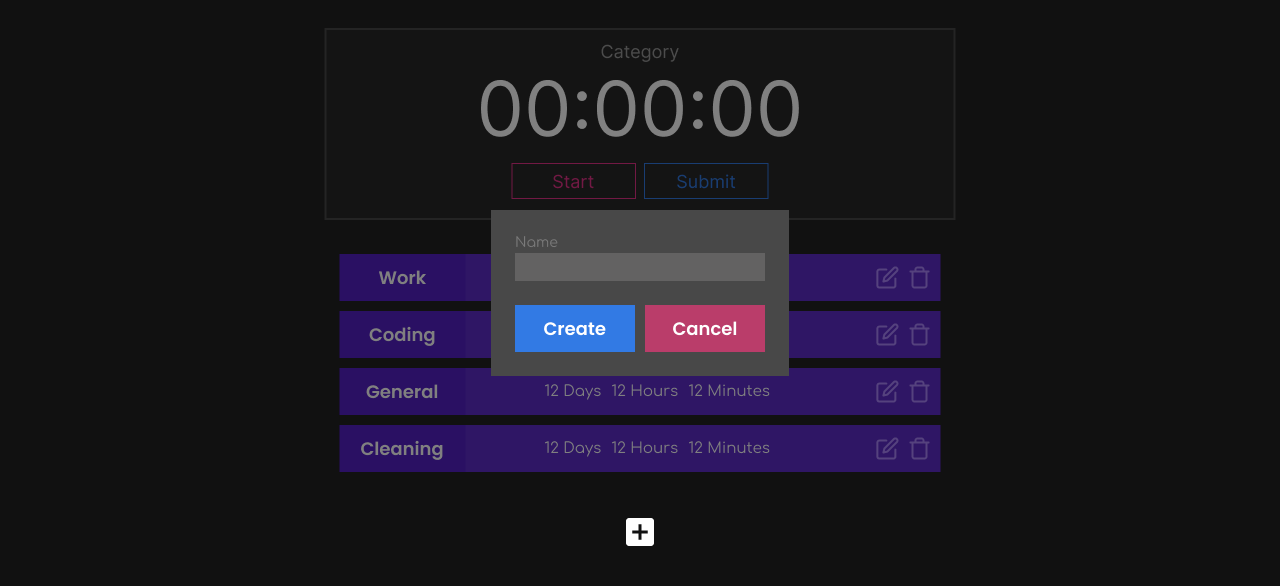 Category
00:00:00
Start Submit
Name
Create Cancel
Work
Coding
General 12 Days 12 Hours 12 Minutes
Cleaning 12 Days 12 Hours 12 Minutes